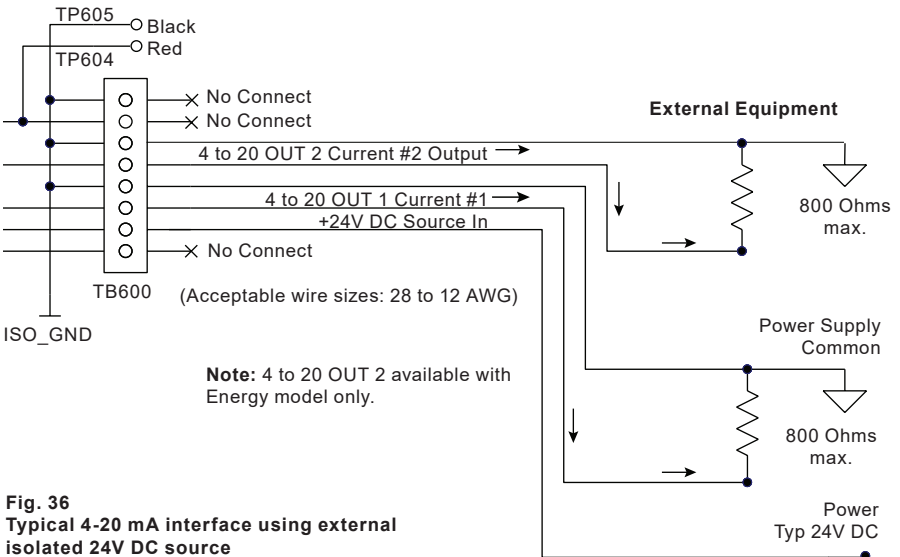 TP605
Black
Red
TP604
No Connect
No Connect
External Equipment
4 to 20 OUT 2 Current #2 Output
4 to 20 OUT 1 Current #1
+24V DC Source In
800 Ohms
max.
No Connect
TB600
(Acceptable wire sizes: 28 to 12 AWG)
ISO_GND
Power Supply
Common
Note: 4 to 20 OUT 2 available with
Energy model only.
800 Ohms
max.
Fig. 36
Typical 4-20 mA interface using external
isolated 24V DC source
Power
Typ 24V DC